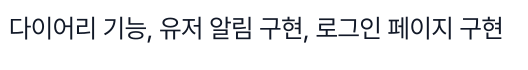 다이어리 기능, 유저 알림 구현, 로그인 페이지 구현